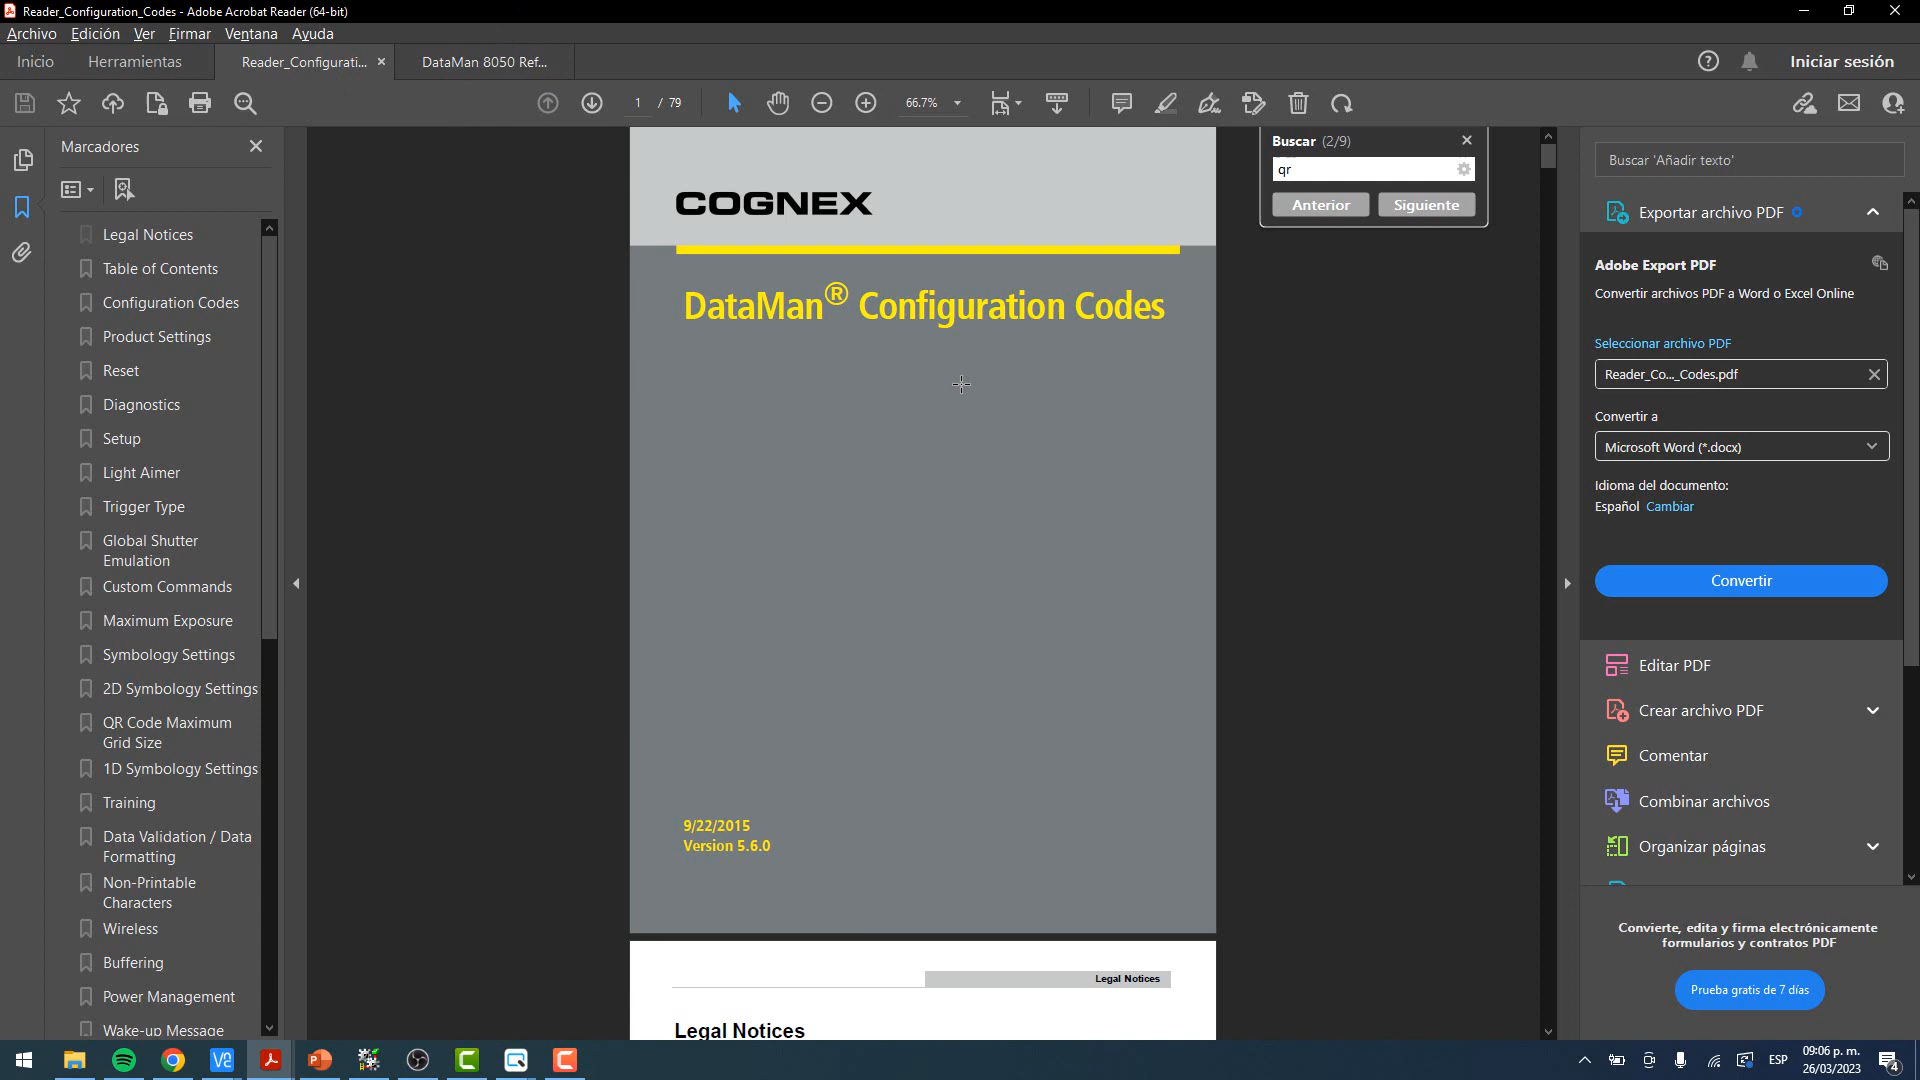 Reader_Configuration_Codes - Adobe Acrobat Reader (64-bit)
Archivo Edición Ver Firmar Ventana Ayuda
Inicio Herramientas Reader_Configurati... DataMan 8050 Ref... Iniciar sesión
1 / 79 66.7%
Marcadores
Legal Notices
Table of Contents
Configuration Codes
Product Settings
Reset
Diagnostics
Setup
Light Aimer
Trigger Type
Global Shutter
Emulation
Custom Commands
Maximum Exposure
Symbology Settings
2D Symbology Settings
QR Code Maximum
Grid Size
1D Symbology Settings
Training
Data Validation / Data
Formatting
Non-Printable
Characters
Wireless
Buffering
Power Management
Wake-up Message
COGNEX
DataMan® Configuration Codes
9/22/2015
Version 5.6.0
Legal Notices
Legal Notices
Buscar (2/9)
qr
Anterior Siguiente
Buscar 'Añadir texto'
Exportar archivo PDF
Adobe Export PDF
Convertir archivos PDF a Word o Excel Online
Seleccionar archivo PDF
Reader_Co..._Codes.pdf
Convertir a
Microsoft Word (*.docx)
Idioma del documento:
Español Cambiar
Convertir
Editar PDF
Crear archivo PDF
Comentar
Combinar archivos
Organizar páginas
Convierte, edita y firma electrónicamente
formularios y contratos PDF
Prueba gratis de 7 días
ESP
09:06 p. m.
26/03/2023
4